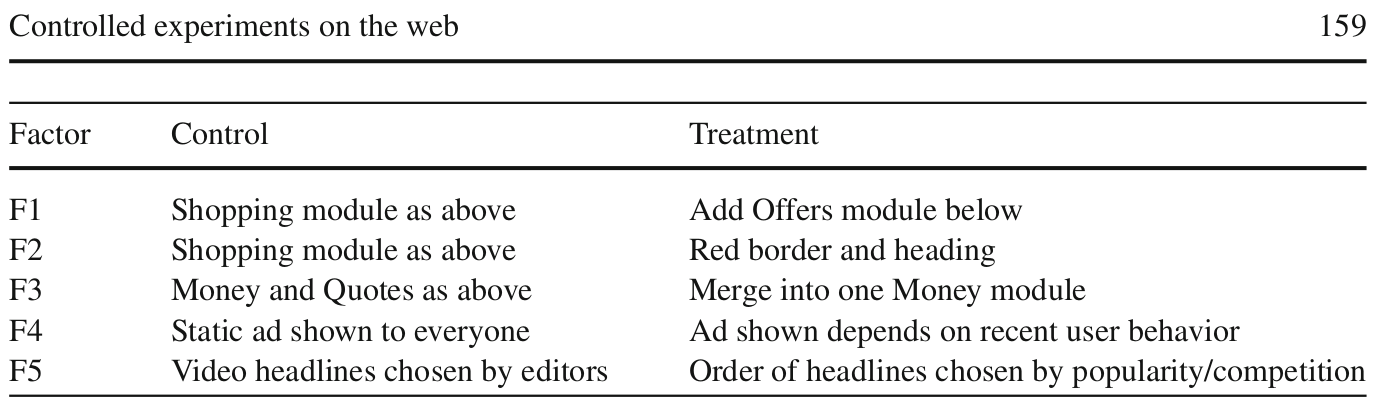 Controlled experiments on the web 159
Factor Control Treatment
F1 Shopping module as above Add Offers module below
F2 Shopping module as above Red border and heading
F3 Money and Quotes as above Merge into one Money module
F4 Static ad shown to everyone Ad shown depends on recent user behavior
F5 Video headlines chosen by editors Order of headlines chosen by popularity/competition